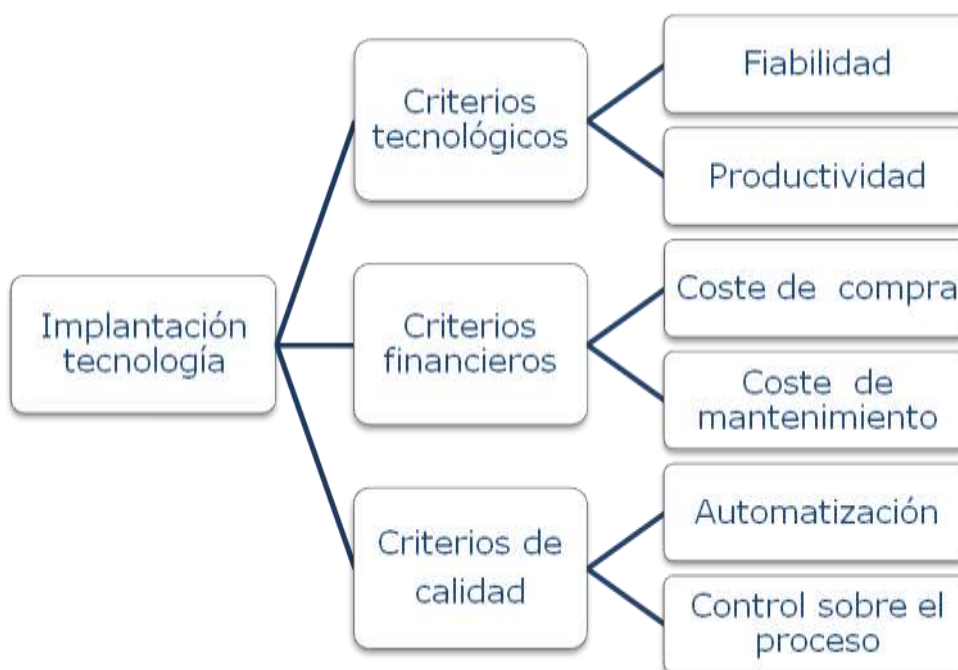 Implantación
tecnología
Criterios
tecnológicos
Fiabilidad
Productividad
Criterios
financieros
Coste de compra
Coste de
mantenimiento
Criterios de
calidad
Automatización
Control sobre el
proceso